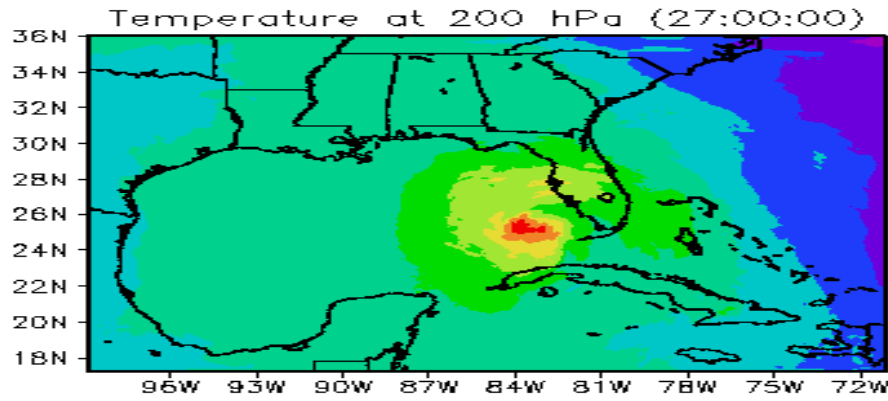 Temperature at 200 hPa (27:00:00)
36N
34N
32N
30N
28N
26N
24N
22N
20N
18N
96W 93W 90W 87W 84W 81W 78W 75W 72W